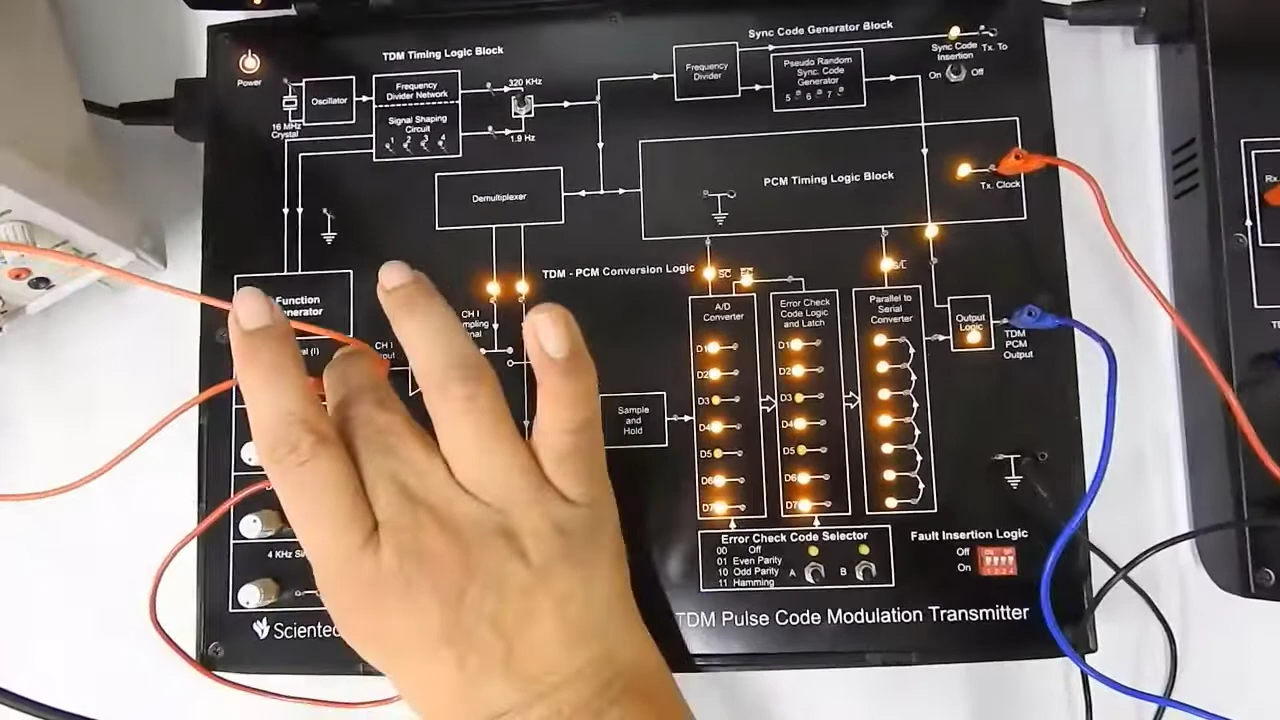 TDM Timing Logic Block
Sync Code Generator Block
Power
Oscillator
16 MHz
Crystal
Frequency
Divider Network
Signal Shaping
Circuit
1 2 3 4
320 KHz
1.9 Hz
Frequency
Divider
Pseudo Random
Sync. Code
Generator
5 6 7
Sync Code
Insertion
On Off
Tx. To
Demultiplexer
PCM Timing Logic Block
Tx. Clock
TDM - PCM Conversion Logic
Function
CH I
CH I
SC
EC
S/L
A/D
Converter
D1
D2
D3
D4
D5
D6
D7
Error Check
Code Logic
and Latch
D1
D2
D3
D4
D5
D6
D7
Parallel to
Serial
Converter
Output
Logic
TDM
PCM
Output
Sample
and
Hold
Error Check Code Selector
00 Off
01 Even Parity
10 Odd Parity
11 Hamming
A
B
Fault Insertion Logic
Off
On
1 2 3 4
4 KHz
Scientec
TDM Pulse Code Modulation Transmitter
Rx.